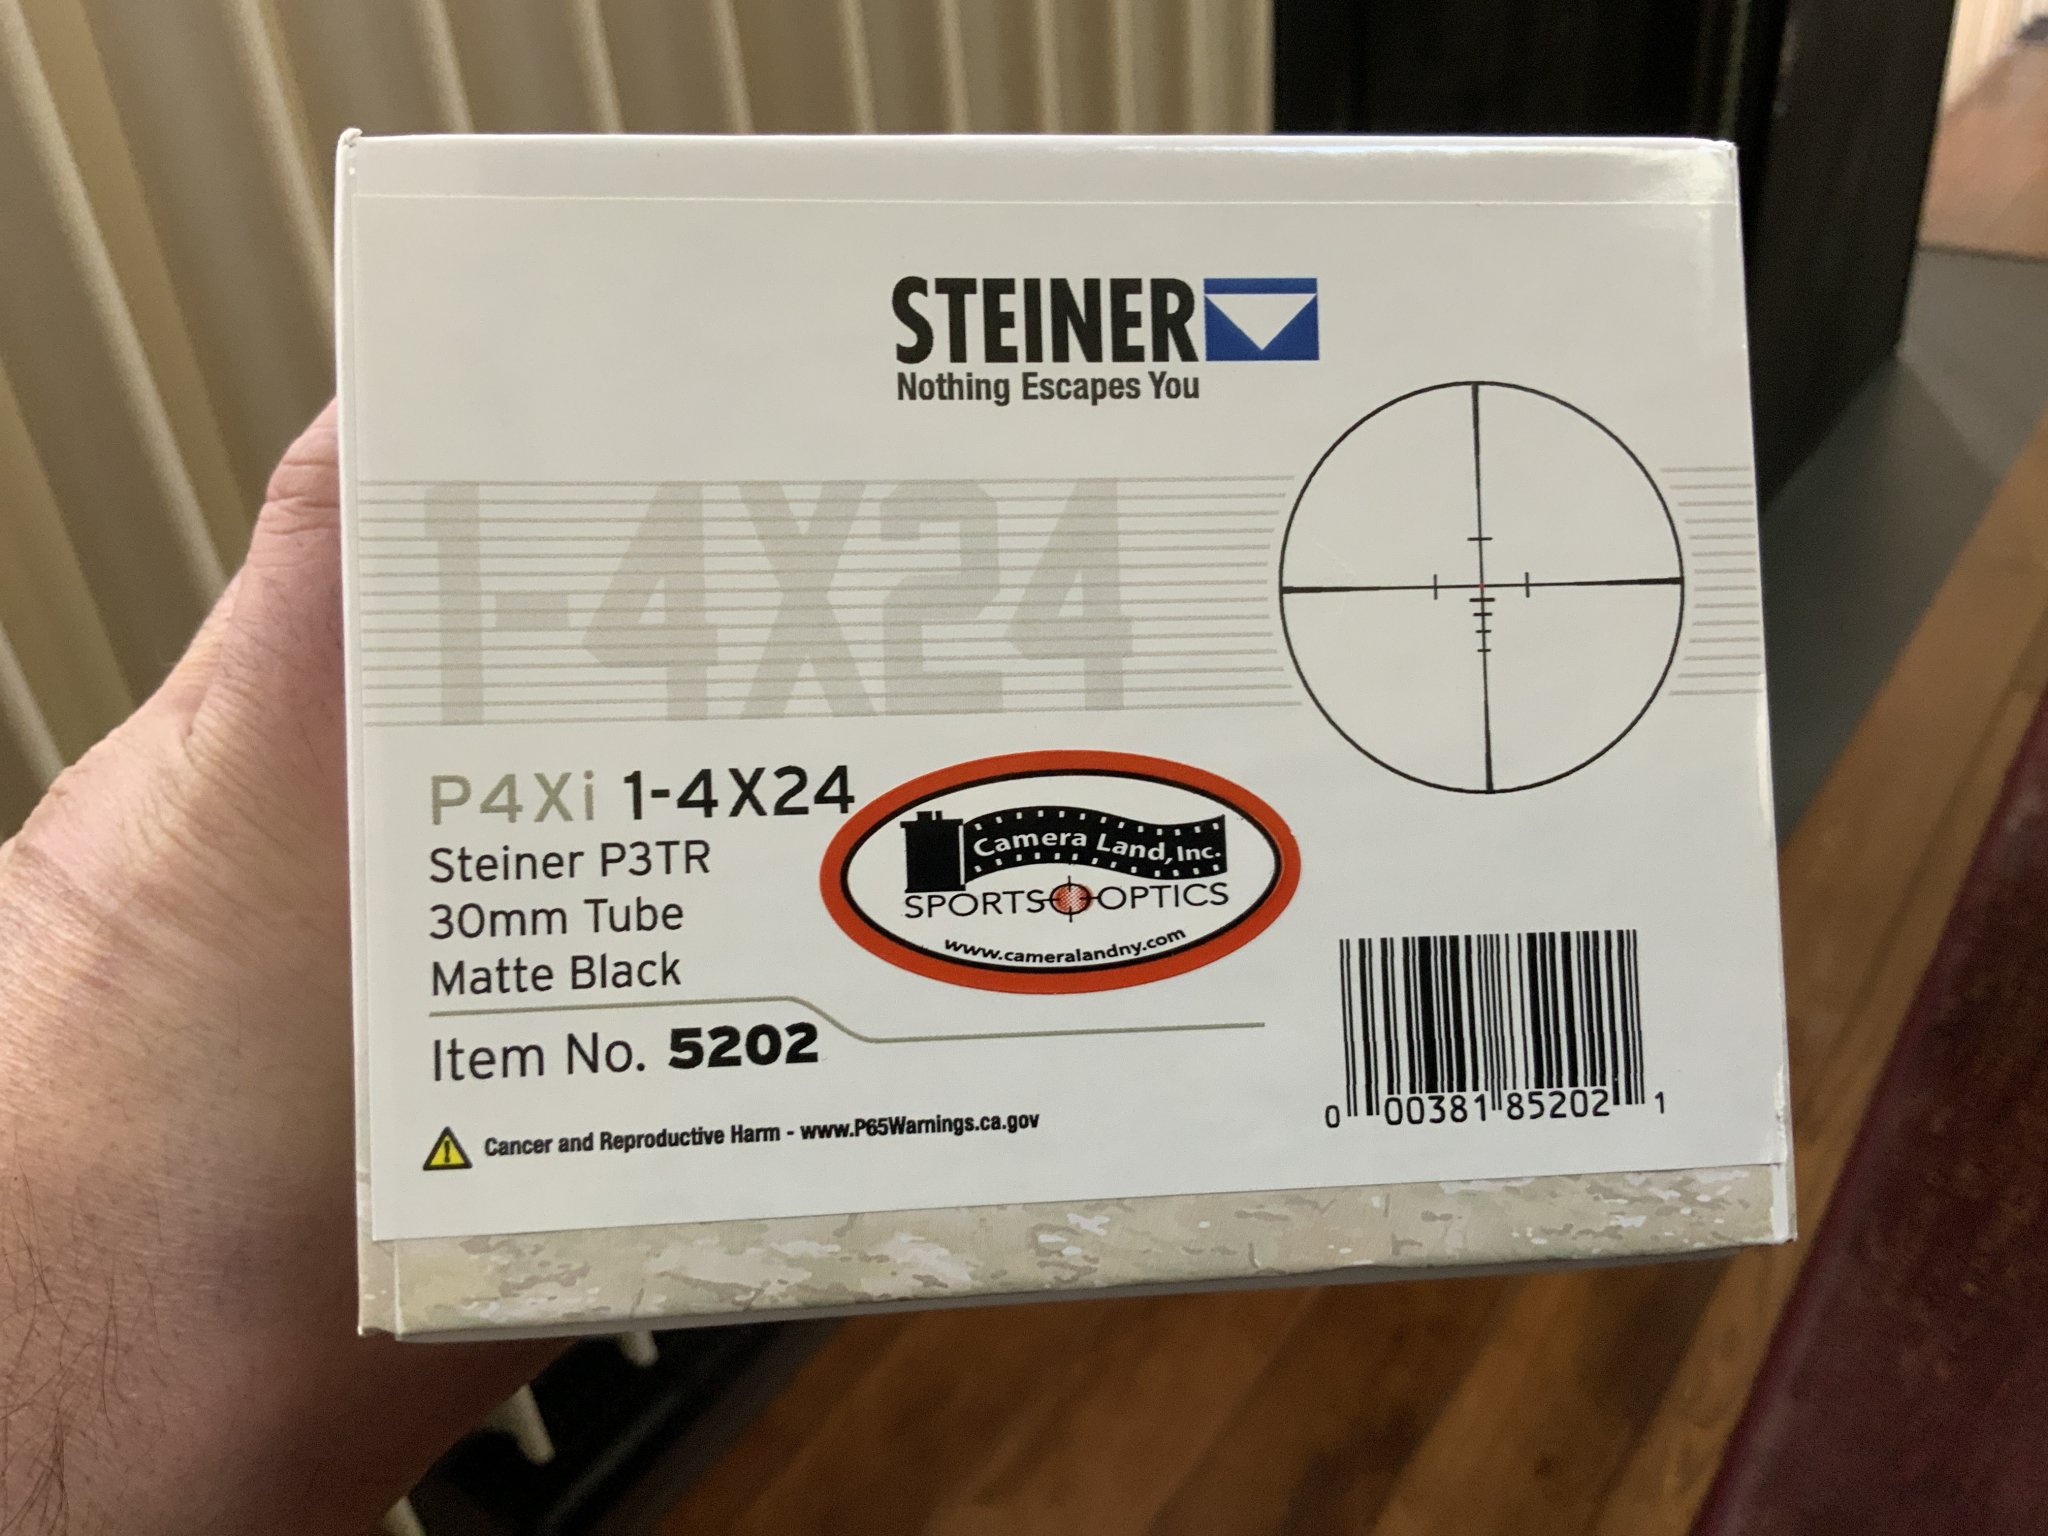 STEINER
Nothing Escapes You
1-4X24
P4Xi 1-4X24
Steiner P3TR
30mm Tube
Matte Black
Camera Land, Inc.
SPORTS OPTICS
www.cameralandny.com
Item No. 5202
Cancer and Reproductive Harm - www.P65Warnings.ca.gov
0 00381 85202 1